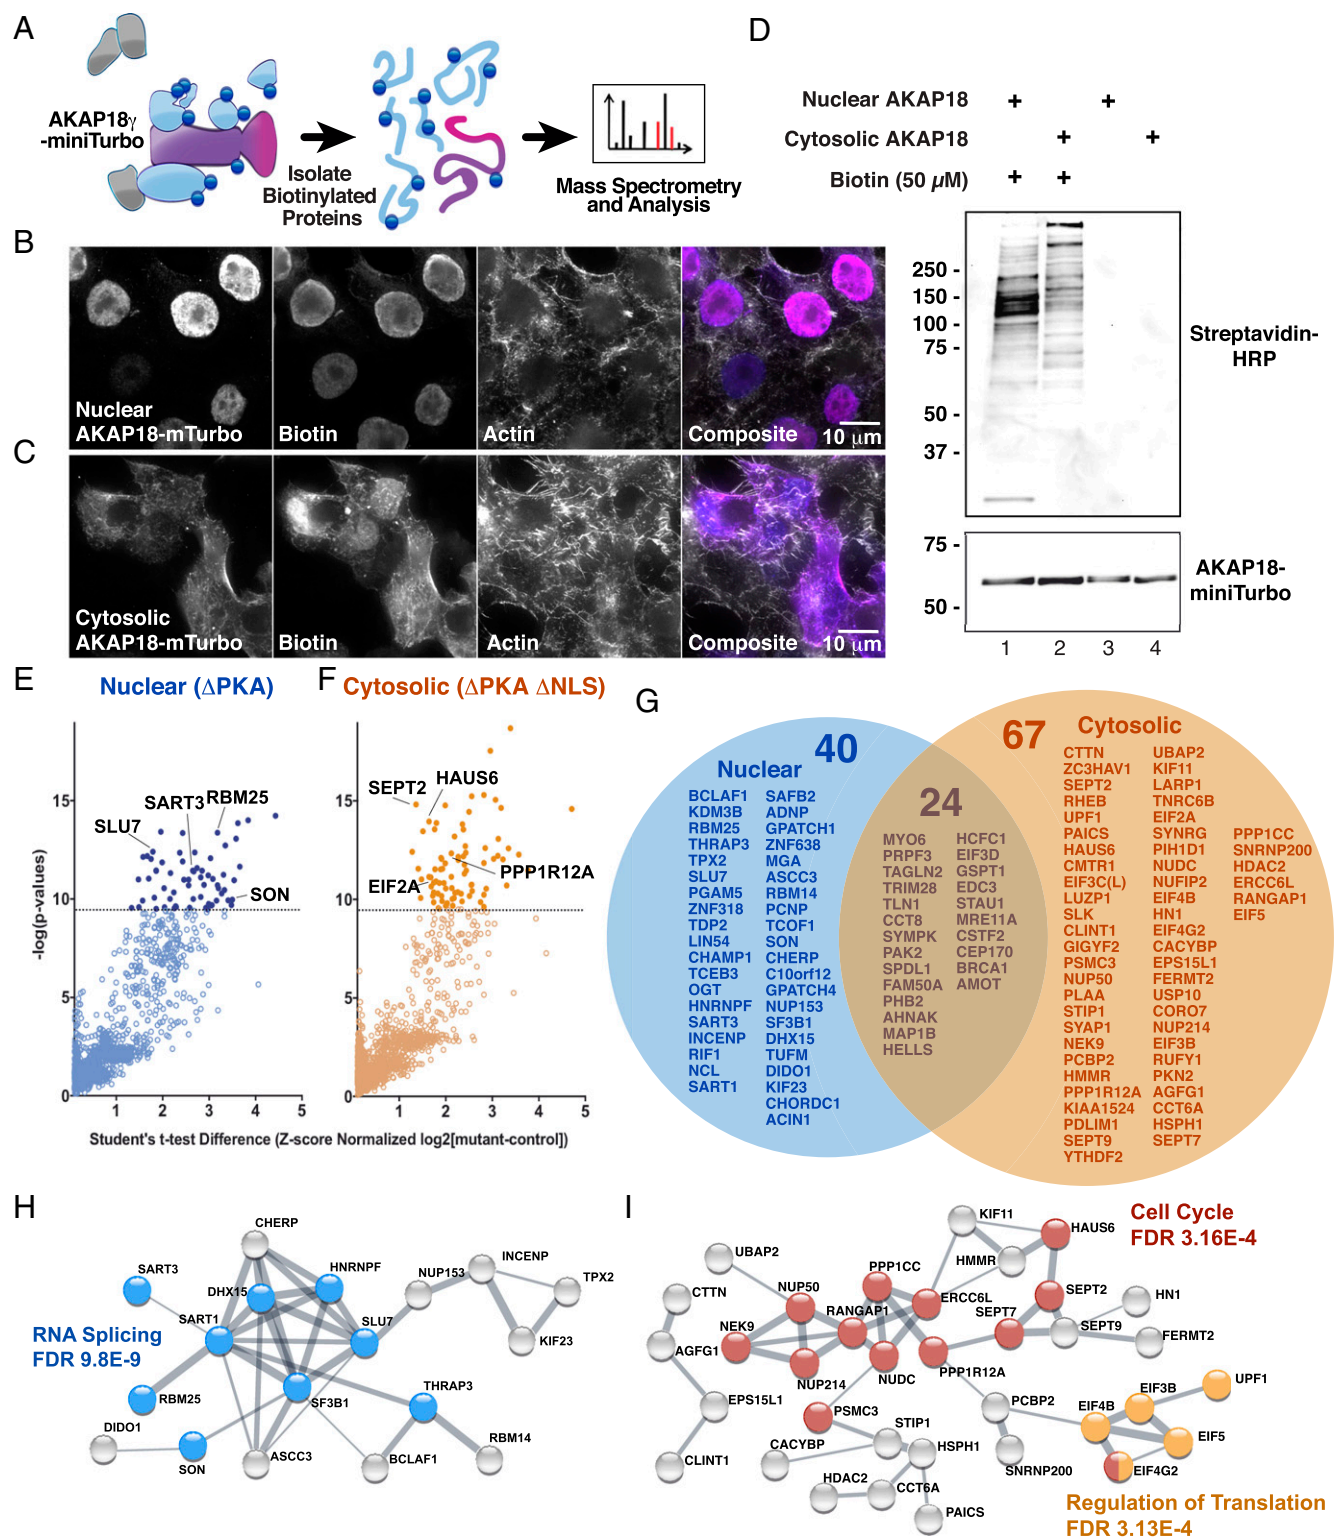 A
AKAP18γ
-miniTurbo
Isolate
Biotinylated
Proteins
Mass Spectrometry
and Analysis
D
Nuclear AKAP18 + +
Cytosolic AKAP18 + +
Biotin (50 µM) + +
250 -
150 -
100 -
75 -
50 -
37 -
Streptavidin-
HRP
75 -
50 -
AKAP18-
miniTurbo
1 2 3 4
B
Nuclear
AKAP18-mTurbo
Biotin
Actin
Composite
10 µm
C
Cytosolic
AKAP18-mTurbo
Biotin
Actin
Composite
10 µm
E
Nuclear (ΔPKA)
-log(p-values)
15
10
5
0
SART3
RBM25
SLU7
SON
1 2 3 4 5
F
Cytosolic (ΔPKA ΔNLS)
15
10
5
0
SEPT2
HAUS6
PPP1R12A
EIF2A
1 2 3 4 5
Student's t-test Difference (Z-score Normalized log2[mutant-control])
G
40
Nuclear
BCLAF1
KDM3B
RBM25
THRAP3
TPX2
SLU7
PGAM5
ZNF318
TDP2
LIN54
CHAMP1
TCEB3
OGT
HNRNPF
SART3
INCENP
RIF1
NCL
SART1
SAFB2
ADNP
GPATCH1
ZNF638
MGA
ASCC3
RBM14
PCNP
TCOF1
SON
CHERP
C10orf12
GPATCH4
NUP153
SF3B1
DHX15
TUFM
DIDO1
KIF23
CHORDC1
ACIN1
24
MYO6
PRPF3
TAGLN2
TRIM28
TLN1
CCT8
SYMPK
PAK2
SPDL1
FAM50A
PHB2
AHNAK
MAP1B
HELLS
HCFC1
EIF3D
GSPT1
EDC3
STAU1
MRE11A
CSTF2
CEP170
BRCA1
AMOT
67
Cytosolic
CTTN
ZC3HAV1
SEPT2
RHEB
UPF1
PAICS
HAUS6
CMTR1
EIF3C(L)
LUZP1
SLK
CLINT1
GIGYF2
PSMC3
NUP50
PLAA
STIP1
SYAP1
NEK9
PCBP2
HMMR
PPP1R12A
KIAA1524
PDLIM1
SEPT9
YTHDF2
UBAP2
KIF11
LARP1
TNRC6B
EIF2A
SYNRG
PIH1D1
NUDC
NUFIP2
EIF4B
HN1
EIF4G2
CACYBP
EPS15L1
FERMT2
USP10
CORO7
NUP214
EIF3B
RUFY1
PKN2
AGFG1
CCT6A
HSPH1
SEPT7
PPP1CC
SNRNP200
HDAC2
ERCC6L
RANGAP1
EIF5
H
RNA Splicing
FDR 9.8E-9
CHERP
SART3
DHX15
HNRNPF
NUP153
INCENP
TPX2
SART1
SLU7
KIF23
RBM25
SF3B1
THRAP3
DIDO1
SON
ASCC3
BCLAF1
RBM14
I
Cell Cycle
FDR 3.16E-4
KIF11
HAUS6
UBAP2
HMMR
CTTN
NUP50
PPP1CC
ERCC6L
SEPT2
HN1
NEK9
RANGAP1
SEPT7
SEPT9
FERMT2
AGFG1
NUP214
NUDC
PPP1R12A
EPS15L1
PSMC3
STIP1
PCBP2
EIF4B
EIF3B
UPF1
CLINT1
CACYBP
HSPH1
SNRNP200
EIF5
EIF4G2
HDAC2
CCT6A
PAICS
Regulation of Translation
FDR 3.13E-4